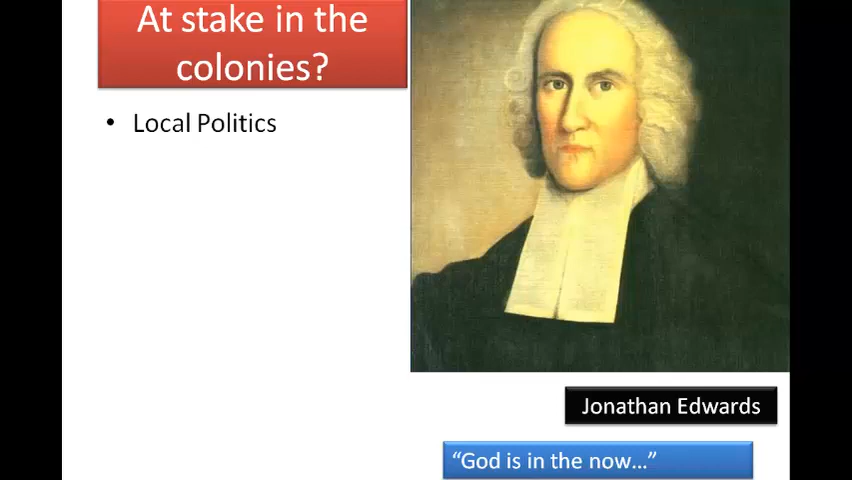 At stake in the
colonies?
• Local Politics
Jonathan Edwards
“God is in the now…”